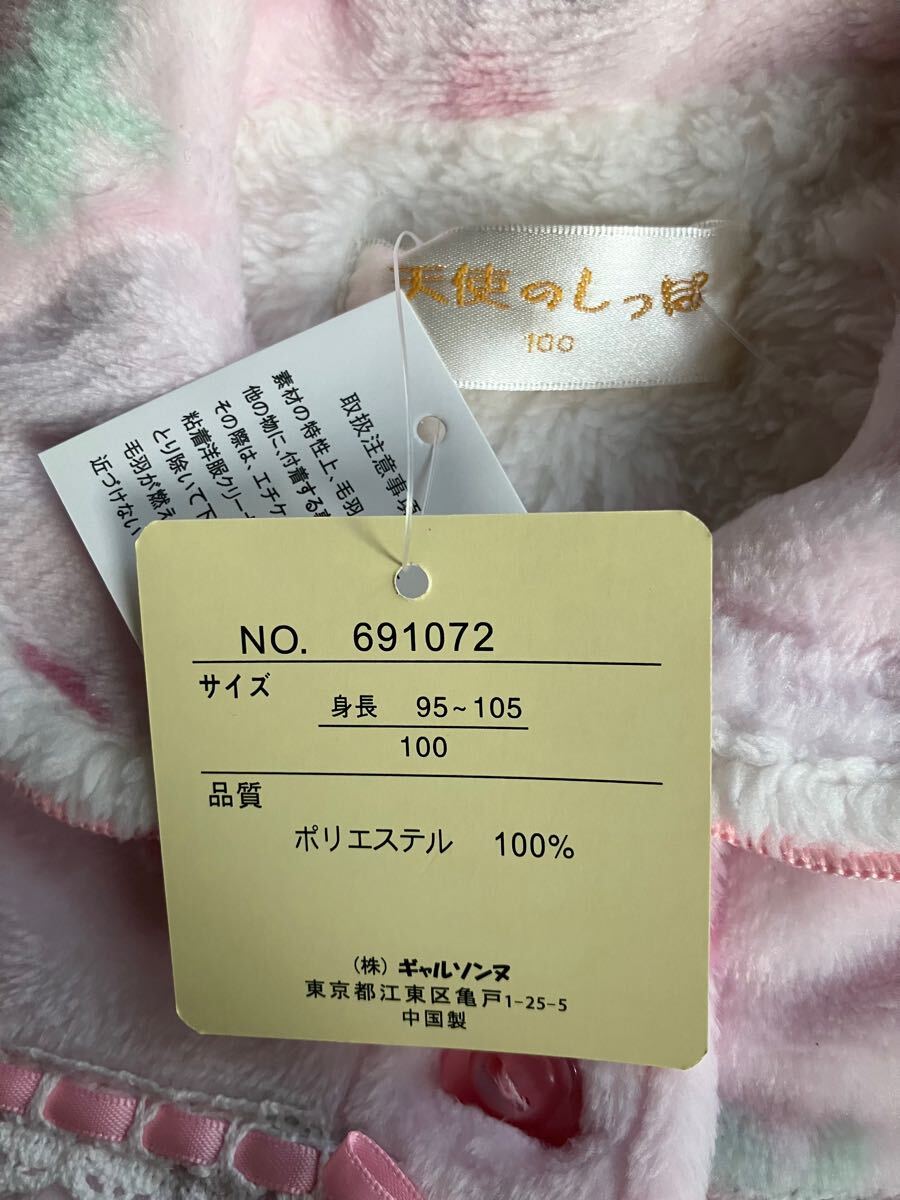 天使のしっぽ
100
取扱注意事項
素材の特性上、毛羽
他の物に、付着する
その際は、エチケ
粘着洋服クリー
とり除いて下
毛羽が燃え
近づけない
NO. 691072
サイズ
身長 95~105
100
品質
ポリエステル 100%
(株) ギャルソンヌ
東京都江東区亀戸1-25-5
中国製